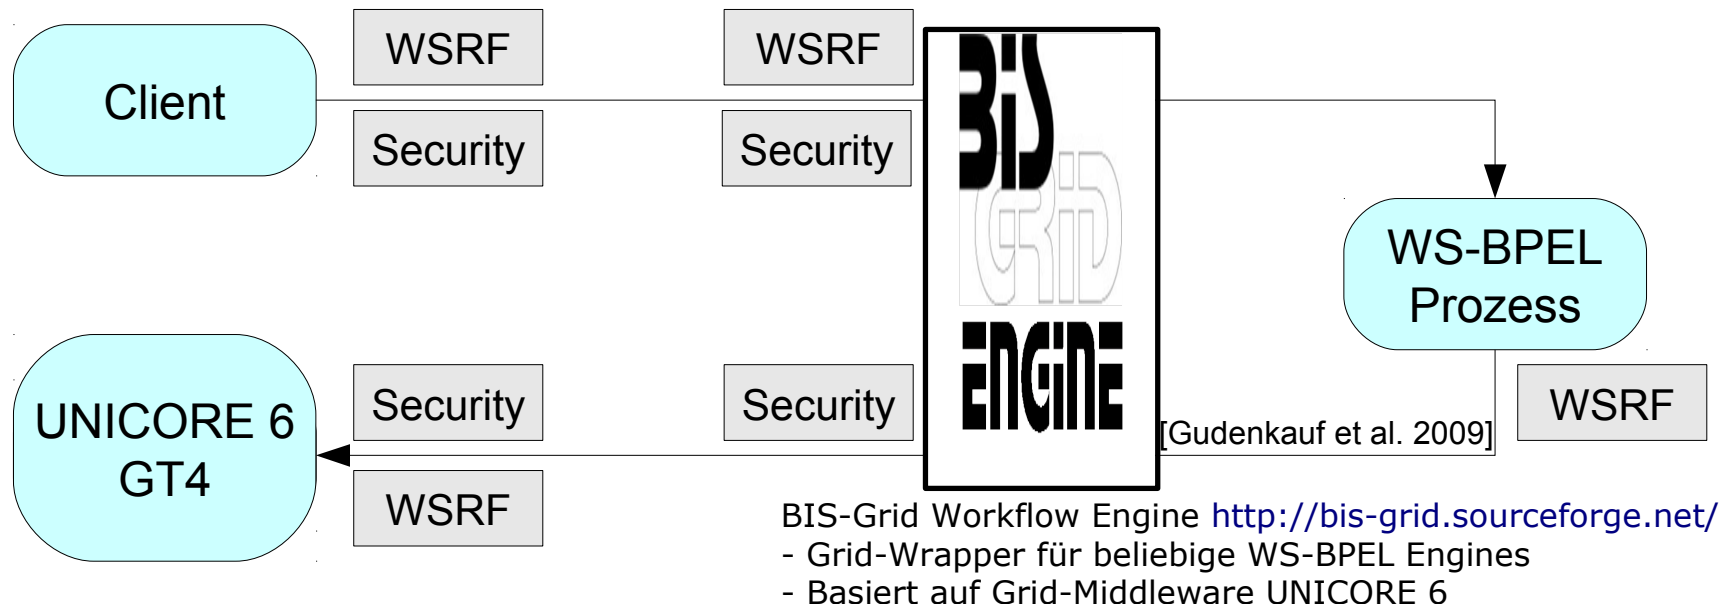 WSRF
WSRF
Client
Security
Security
BiS
GRiD
ENGiNE
WS-BPEL
Prozess
UNICORE 6
GT4
Security
Security
WSRF
WSRF
[Gudenkauf et al. 2009]
BIS-Grid Workflow Engine http://bis-grid.sourceforge.net/
- Grid-Wrapper für beliebige WS-BPEL Engines
- Basiert auf Grid-Middleware UNICORE 6